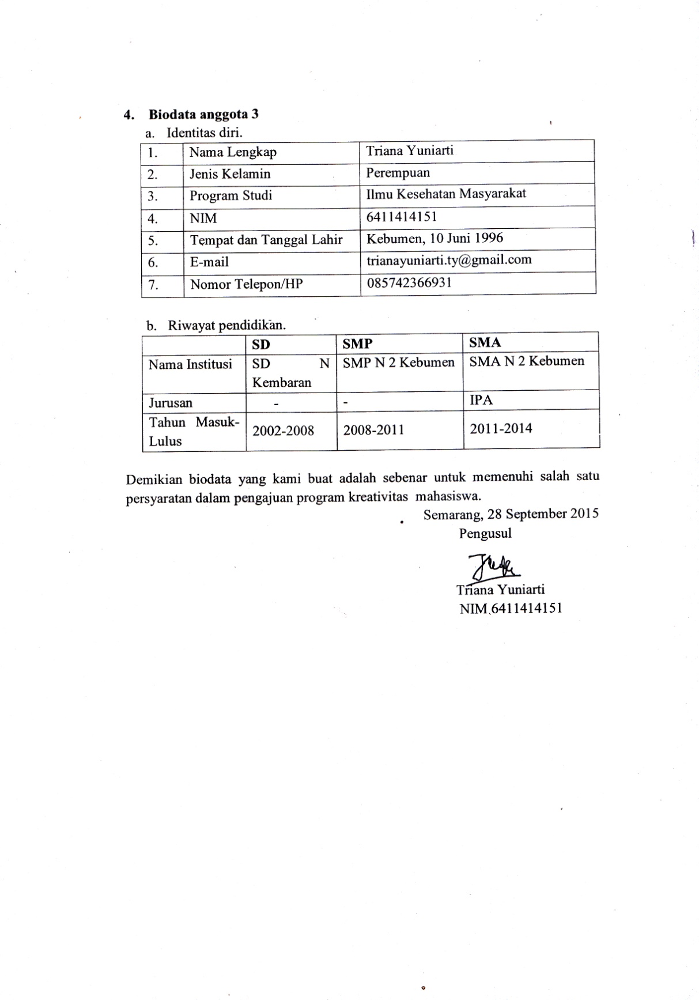 4. Biodata anggota 3
a. Identitas diri.
1. Nama Lengkap Triana Yuniarti
2. Jenis Kelamin Perempuan
3. Program Studi Ilmu Kesehatan Masyarakat
4. NIM 6411414151
5. Tempat dan Tanggal Lahir Kebumen, 10 Juni 1996
6. E-mail trianayuniarti.ty@gmail.com
7. Nomor Telepon/HP 085742366931
b. Riwayat pendidikan.
SD SMP SMA
Nama Institusi SD N SMP N 2 Kebumen SMA N 2 Kebumen
Kembaran
Jurusan - - IPA
Tahun Masuk-
Lulus 2002-2008 2008-2011 2011-2014
Demikian biodata yang kami buat adalah sebenar untuk memenuhi salah satu
persyaratan dalam pengajuan program kreativitas mahasiswa.
Semarang, 28 September 2015
Pengusul
Triana Yuniarti
NIM.6411414151